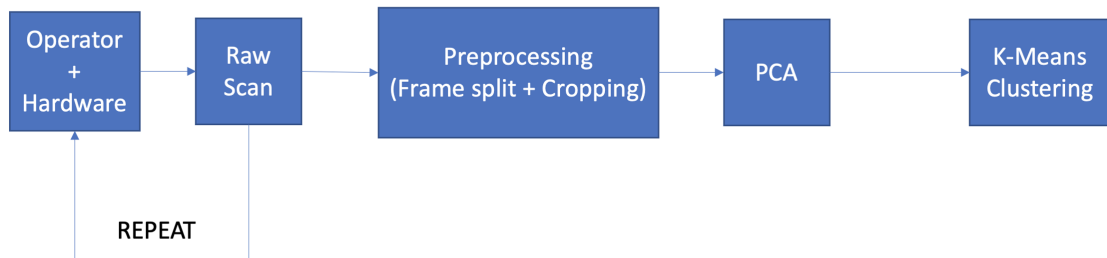 Operator
+
Hardware
Raw
Scan
Preprocessing
(Frame split + Cropping)
PCA
K-Means
Clustering
REPEAT